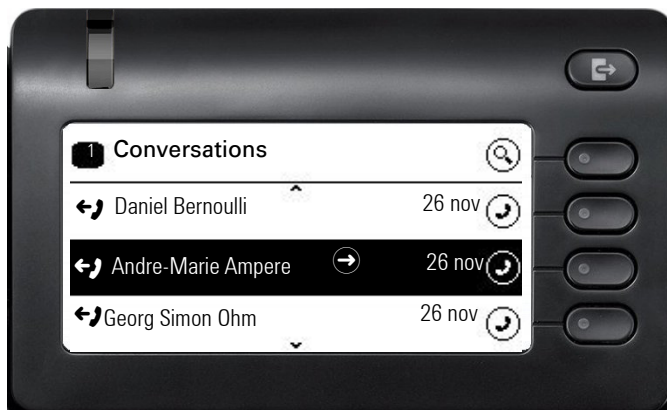 1 Conversations
Daniel Bernoulli 26 nov
Andre-Marie Ampere 26 nov
Georg Simon Ohm 26 nov